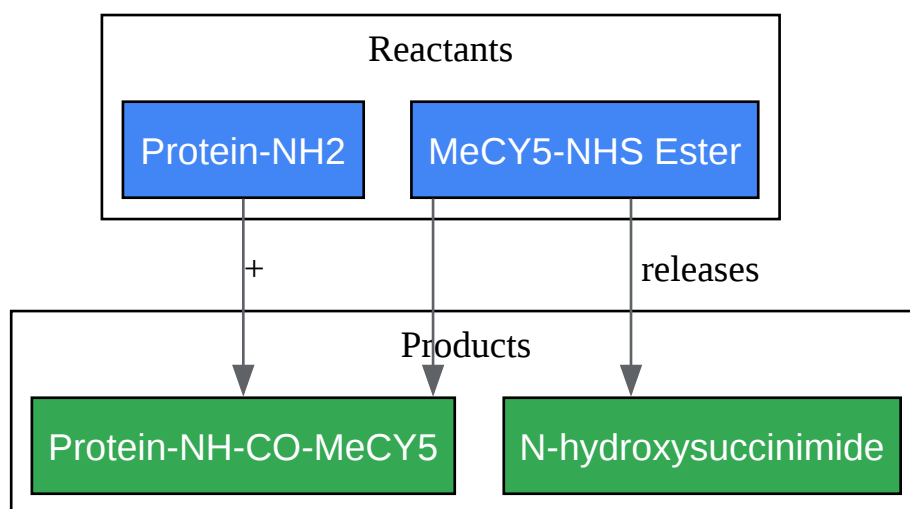 Reactants
Protein-NH2
MeCY5-NHS Ester
+
releases
Products
Protein-NH-CO-MeCY5
N-hydroxysuccinimide